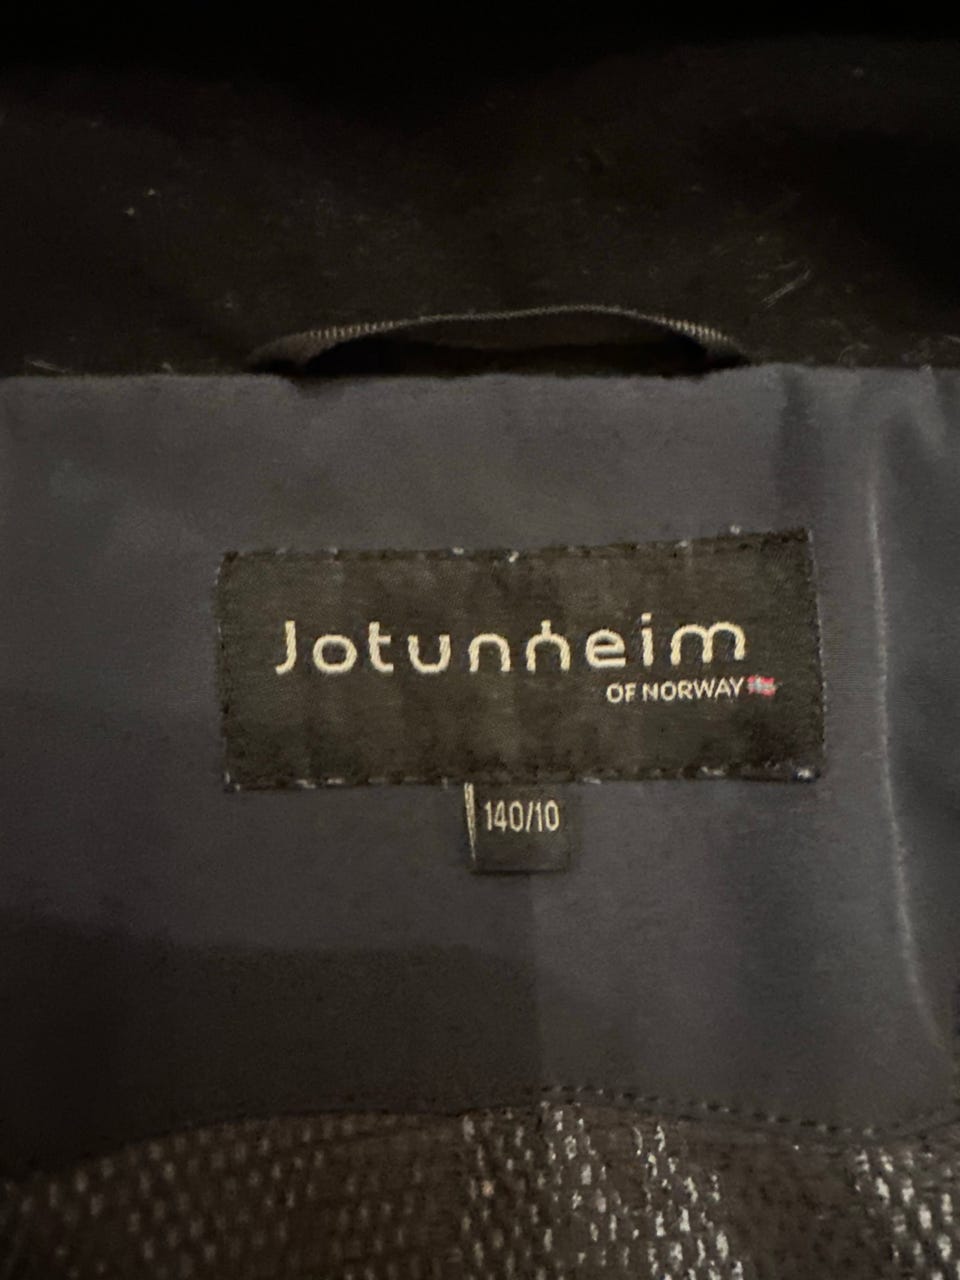 Jotunheim
OF NORWAY
140/10